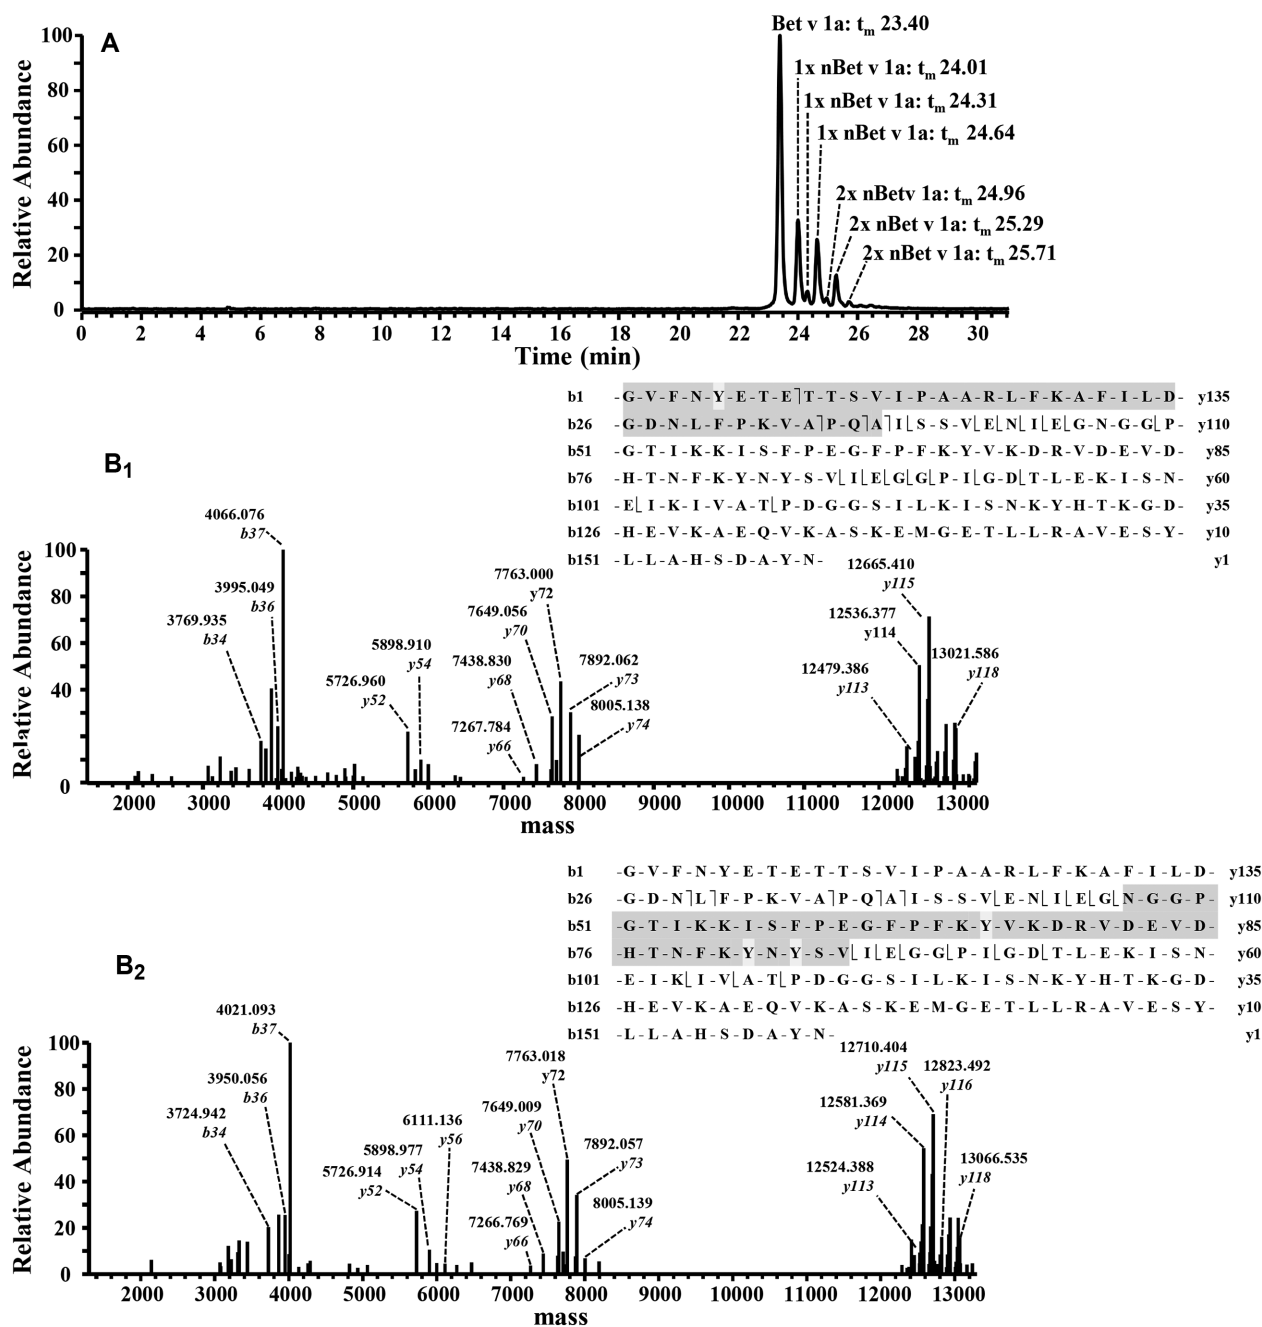 A
Bet v 1a: tm 23.40
1x nBet v 1a: tm 24.01
1x nBet v 1a: tm 24.31
1x nBet v 1a: tm 24.64
2x nBetv 1a: tm 24.96
2x nBet v 1a: tm 25.29
2x nBet v 1a: tm 25.71
Relative Abundance
100
80
60
40
20
0
0 2 4 6 8 10 12 14 16 18 20 22 24 26 28 30
Time (min)
B1
b1 -G-V-F-N-Y-E-T-E⌉T-T-S-V-I-P-A-A-R-L-F-K-A-F-I-L-D- y135
b26 -G-D-N-L-F-P-K-V-A⌉P-Q⌉A⌉I⌊S-S-V⌊E⌊N⌊I⌊E⌊G-N-G-G⌊P- y110
b51 -G-T-I-K-K-I-S-F-P-E-G-F-P-F-K-Y-V-K-D-R-V-D-E-V-D- y85
b76 -H-T-N-F-K-Y-N-Y-S-V⌊I⌊E⌊G⌊G⌊P-I⌊G-D⌊T-L-E-K-I-S-N- y60
b101 -E⌊I-K-I-V-A-T⌊P-D-G-G-S-I-L-K-I-S-N-K-Y-H-T-K-G-D- y35
b126 -H-E-V-K-A-E-Q-V-K-A-S-K-E-M-G-E-T-L-L-R-A-V-E-S-Y- y10
b151 -L-L-A-H-S-D-A-Y-N- y1
Relative Abundance
100
80
60
40
20
0
4066.076
b37
3995.049
b36
3769.935
b34
5898.910
y54
5726.960
y52
7763.000
y72
7649.056
y70
7438.830
y68
7267.784
y66
7892.062
y73
8005.138
y74
12665.410
y115
12536.377
y114
12479.386
y113
13021.586
y118
2000 3000 4000 5000 6000 7000 8000 9000 10000 11000 12000 13000
mass
B2
b1 -G-V-F-N-Y-E-T-E-T-T-S-V-I-P-A-A-R-L-F-K-A-F-I-L-D- y135
b26 -G-D-N⌉L⌉F-P-K-V-A⌉P-Q⌉A⌉I-S-S-V⌊E-N⌊I⌊E⌊G⌊N-G-G-P- y110
b51 -G-T-I-K-K-I-S-F-P-E-G-F-P-F-K-Y-V-K-D-R-V-D-E-V-D- y85
b76 -H-T-N-F-K-Y-N-Y-S-V⌊I⌊E⌊G⌊G⌊P-I⌊G-D⌊T-L-E-K-I-S-N- y60
b101 -E-I-K⌊I-V⌊A-T⌊P-D-G-G-S-I-L-K-I-S-N-K-Y-H-T-K-G-D- y35
b126 -H-E-V-K-A-E-Q-V-K-A-S-K-E-M-G-E-T-L-L-R-A-V-E-S-Y- y10
b151 -L-L-A-H-S-D-A-Y-N- y1
Relative Abundance
100
80
60
40
20
0
4021.093
b37
3950.056
b36
3724.942
b34
6111.136
y56
5898.977
y54
5726.914
y52
7763.018
y72
7649.009
y70
7438.829
y68
7266.769
y66
7892.057
y73
8005.139
y74
12710.404
y115
12823.492
y116
12581.369
y114
12524.388
y113
13066.535
y118
2000 3000 4000 5000 6000 7000 8000 9000 10000 11000 12000 13000
mass